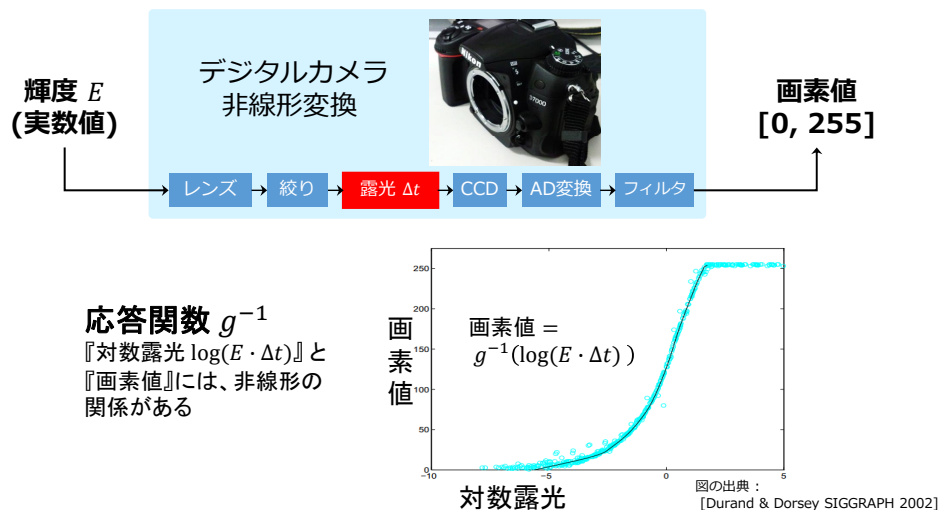 デジタルカメラ
非線形変換
Nikon
D7000
輝度 E
(実数値)
画素値
[0, 255]
レンズ
絞り
露光 Δt
CCD
AD変換
フィルタ
応答関数 g⁻¹
『対数露光 log(E · Δt)』と
『画素値』には、非線形の
関係がある
画素値
画素値 =
g⁻¹(log(E · Δt) )
250
200
150
100
50
0
-10
-5
0
5
対数露光
図の出典：
[Durand & Dorsey SIGGRAPH 2002]